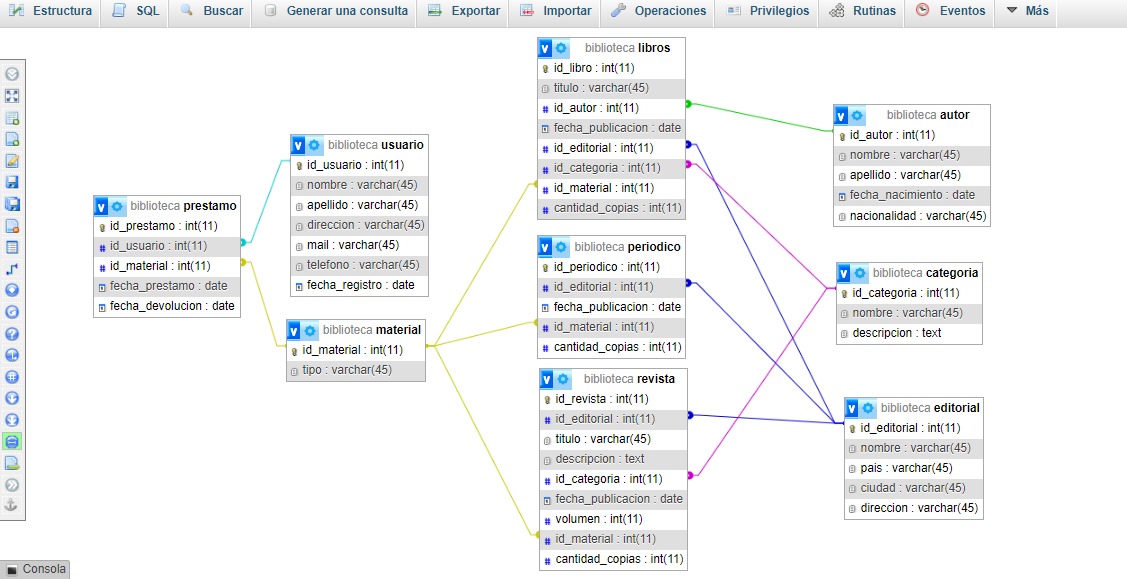 Estructura SQL Buscar Generar una consulta Exportar Importar Operaciones Privilegios Rutinas Eventos Más
biblioteca prestamo
id_prestamo : int(11)
id_usuario : int(11)
id_material : int(11)
fecha_prestamo : date
fecha_devolucion : date
biblioteca usuario
id_usuario : int(11)
nombre : varchar(45)
apellido : varchar(45)
direccion : varchar(45)
mail : varchar(45)
telefono : varchar(45)
fecha_registro : date
biblioteca material
id_material : int(11)
tipo : varchar(45)
biblioteca libros
id_libro : int(11)
titulo : varchar(45)
id_autor : int(11)
fecha_publicacion : date
id_editorial : int(11)
id_categoria : int(11)
id_material : int(11)
cantidad_copias : int(11)
biblioteca periodico
id_periodico : int(11)
id_editorial : int(11)
fecha_publicacion : date
id_material : int(11)
cantidad_copias : int(11)
biblioteca revista
id_revista : int(11)
id_editorial : int(11)
titulo : varchar(45)
descripcion : text
id_categoria : int(11)
fecha_publicacion : date
volumen : int(11)
id_material : int(11)
cantidad_copias : int(11)
biblioteca autor
id_autor : int(11)
nombre : varchar(45)
apellido : varchar(45)
fecha_nacimiento : date
nacionalidad : varchar(45)
biblioteca categoria
id_categoria : int(11)
nombre : varchar(45)
descripcion : text
biblioteca editorial
id_editorial : int(11)
nombre : varchar(45)
pais : varchar(45)
ciudad : varchar(45)
direccion : varchar(45)
Consola